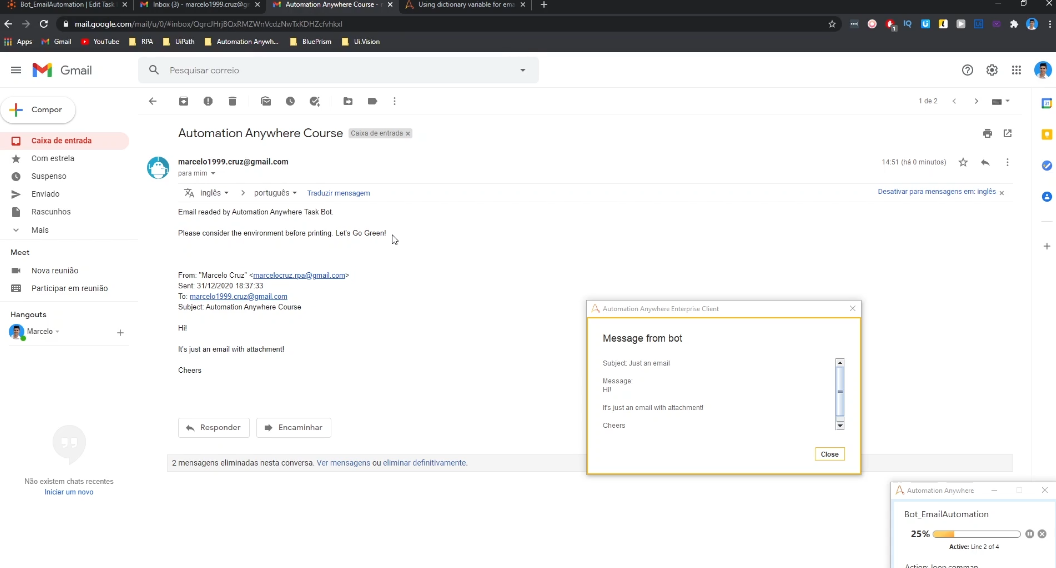 Bot_EmailAutomation | Edit Task
Inbox (3) - marceloruz.cruz0
Automation Anywhere Course -
Using dictionary variable for em
mail.google.com/mail/u/0/#inbox/
Apps
Gmail
YouTube
RPA
UiPath
Automation Anywh...
BluePrism
Ui.Vision
Gmail
Pesquisar correio
Compor
1 de 2
Caixa de entrada
Com estrela
Suspenso
Enviado
Rascunhos
Mais
Meet
Nova reunião
Participar em reunião
Hangouts
Marcelo
Não existem chats recentes
Iniciar um novo
Automation Anywhere Course
Caixa de entrada x
marcelo1999.cruz@gmail.com
14:51 (há 0 minutos)
para mim
inglês
português
Traduzir mensagem
Desativar para mensagens em: inglês x
Email readed by Automation Anywhere Task Bot.
Please consider the environment before printing. Let's Go Green!
From: "Marcelo Cruz" <marcelocruz.rpa@gmail.com>
Sent: 31/12/2020 18:37:33
To: marcelo1999.cruz@gmail.com
Subject: Automation Anywhere Course
Hi!
It's just an email with attachment!
Cheers
Responder
Encaminhar
2 mensagens eliminadas nesta conversa. Ver mensagens ou eliminar definitivamente.
Automation Anywhere Enterprise Client
Message from bot
Subject: Just an email
Message:
Hi!
It's just an email with attachment!
Cheers
Close
Automation Anywhere
Bot_EmailAutomation
25%
Active: Line 2 of 4
Action: loop comman